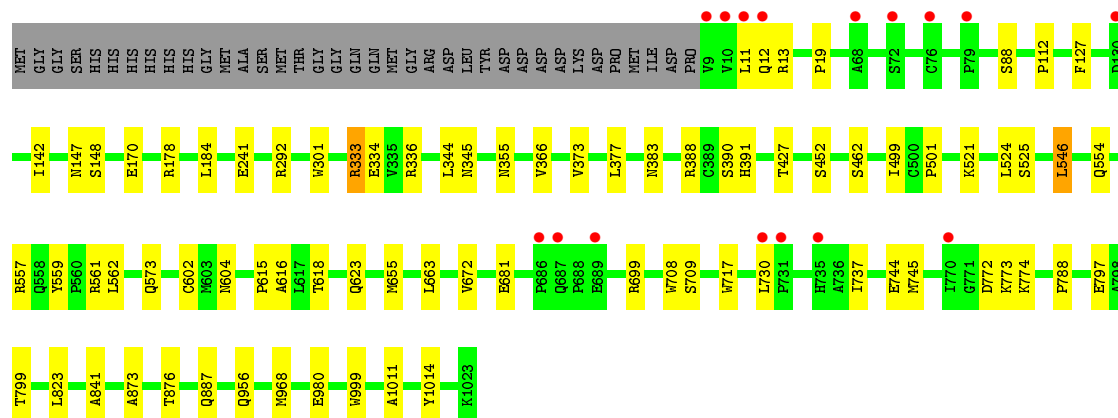 MET GLY GLY SER HIS HIS HIS HIS HIS HIS GLY MET ALA SER MET THR GLY GLY GLN GLN MET GLY ARG ASP LEU TYR ASP ASP ASP ASP LYS ASP PRO MET ILE ASP PRO V9 V10 L11 Q12 R13 P19 A68 S72 C76 P79 S88 P112 F127 D130
I142 N147 S148 E170 R178 L184 E241 R292 W301 R333 E334 V335 R336 L344 N345 N355 V366 V373 L377 N383 R388 C389 S390 H391 T427 S452 S462 I499 C500 P501 K521 L524 S525 L546 Q554
R557 Q558 Y559 P560 R561 L562 Q573 C602 M603 N604 P615 A616 L617 T618 Q623 M655 L663 V672 E681 P686 Q687 P688 E689 R699 W708 S709 W717 L730 P731 H735 A736 I737 E744 M745 I770 G771 D772 K773 K774 P788 E797 A798
T799 L823 A841 A873 T876 Q887 Q956 M968 E980 W999 A1011 Y1014 K1023